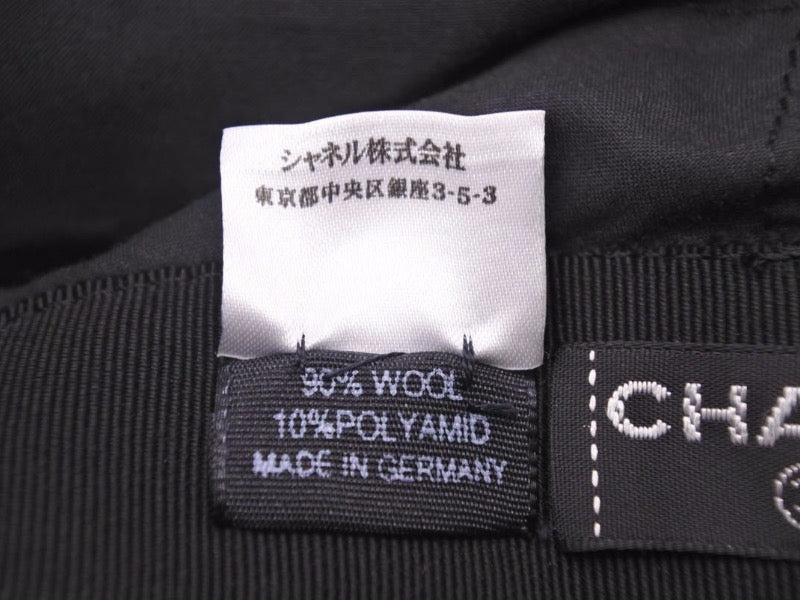 シャネル株式会社
東京都中央区銀座3-5-3
90% WOOL
10%POLYAMID
MADE IN GERMANY